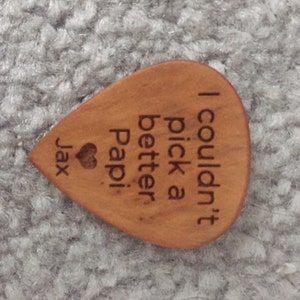 I couldn't
pick a
better
Papi
♥
Jax